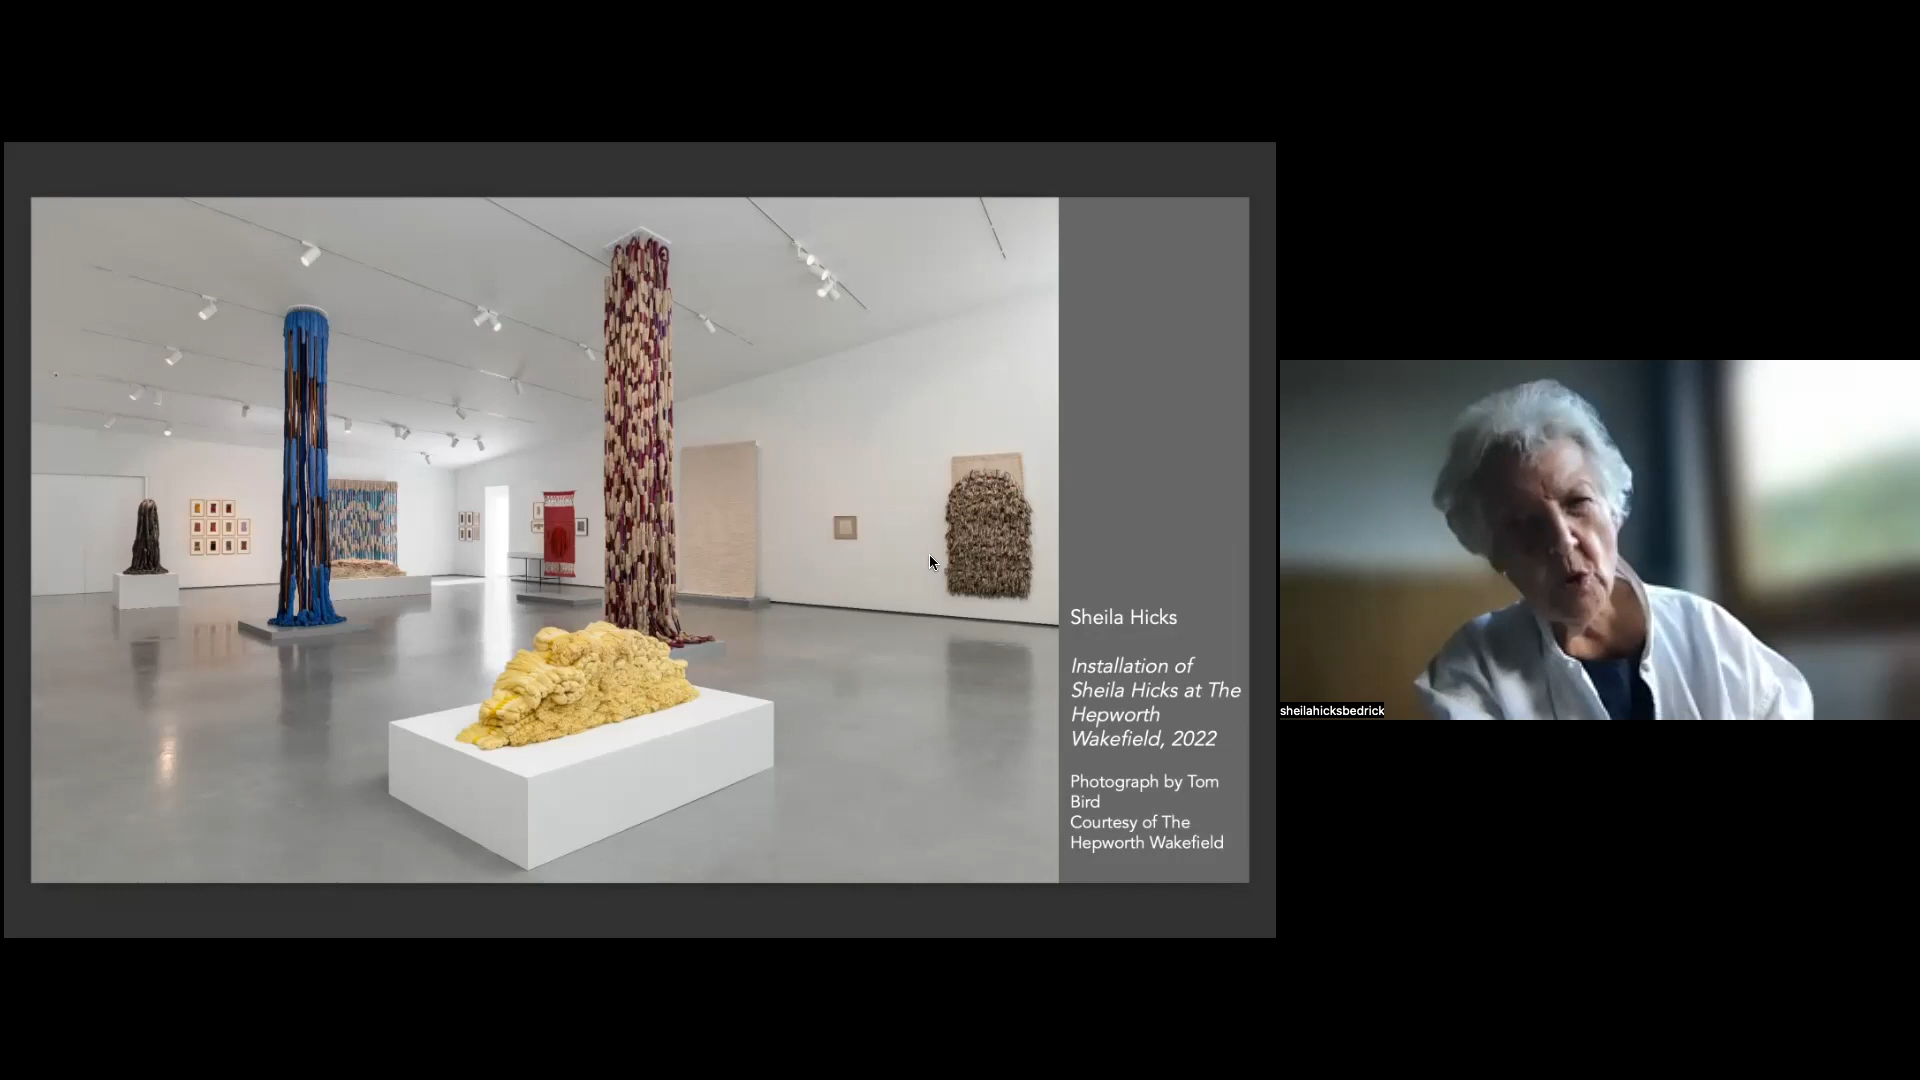 Sheila Hicks
Installation of
Sheila Hicks at The
Hepworth
Wakefield, 2022
Photograph by Tom
Bird
Courtesy of The
Hepworth Wakefield
sheilahicksbedrick